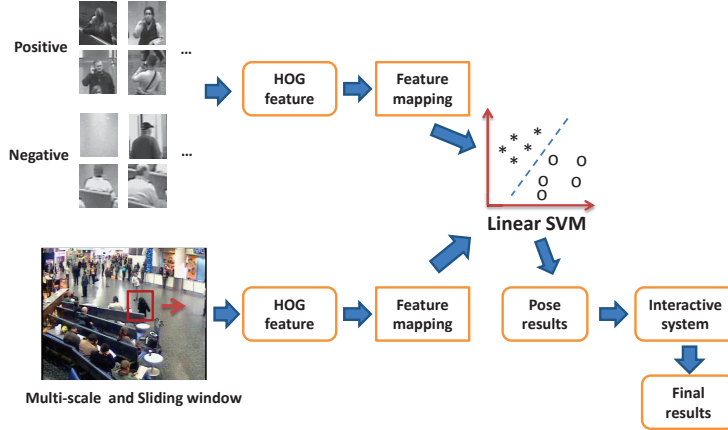 Positive
...
HOG
feature
Feature
mapping
Negative
...
* * * * * *
O O O O O
Linear SVM
HOG
feature
Feature
mapping
Pose
results
Interactive
system
Multi-scale and Sliding window
Final
results